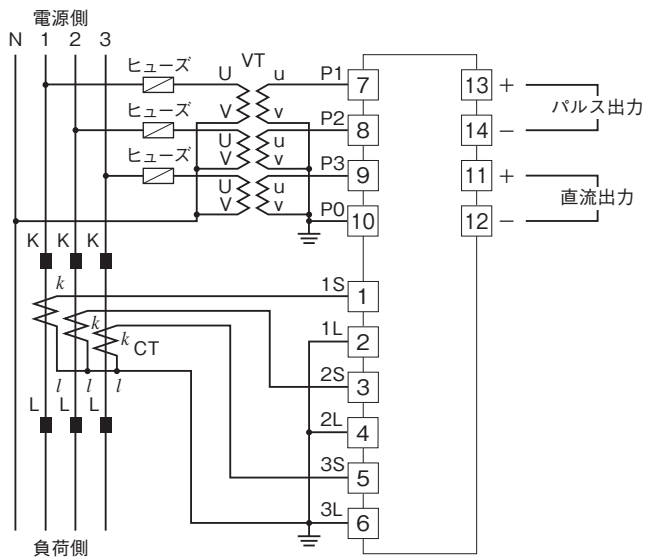 電源側
N 1 2 3
ヒューズ
ヒューズ
ヒューズ
VT
U u
V v
U u
V v
U u
V v
P1 7
P2 8
P3 9
P0 10
13 +
14 −
パルス出力
11 +
12 −
直流出力
K K K
k
k
k CT
l l l
L L L
1S 1
1L 2
2S 3
2L 4
3S 5
3L 6
負荷側